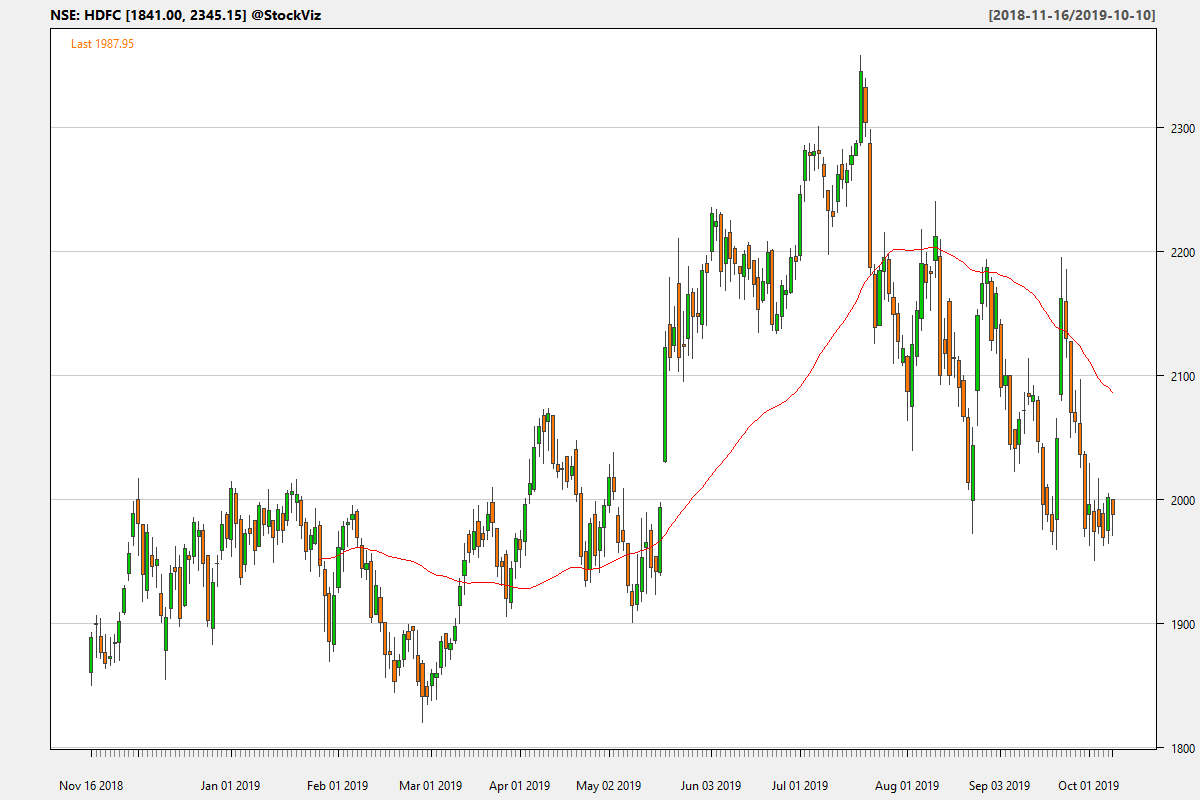 NSE: HDFC [1841.00, 2345.15] @StockViz [2018-11-16/2019-10-10]
Last 1987.95
2300
2200
2100
2000
1900
1800
Nov 16 2018 Jan 01 2019 Feb 01 2019 Mar 01 2019 Apr 01 2019 May 02 2019 Jun 03 2019 Jul 01 2019 Aug 01 2019 Sep 03 2019 Oct 01 2019